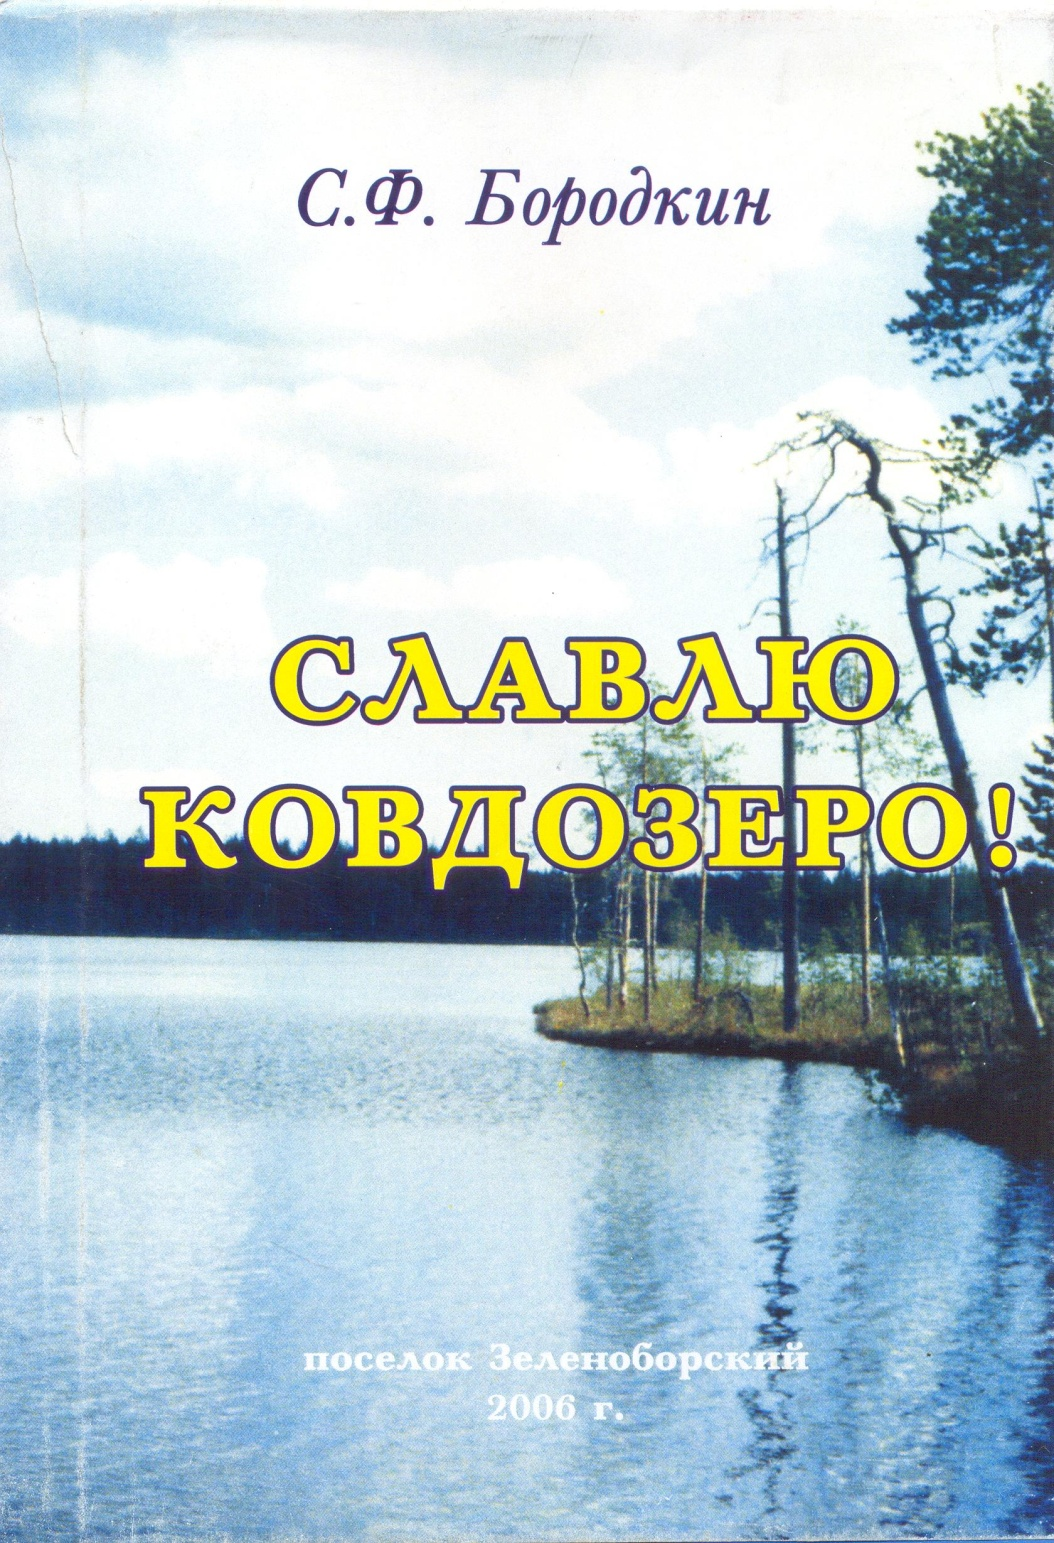 С.Ф. Бородкин
СЛАВЛЮ
КОВДОЗЕРО!
поселок Зеленоборский
2006 г.